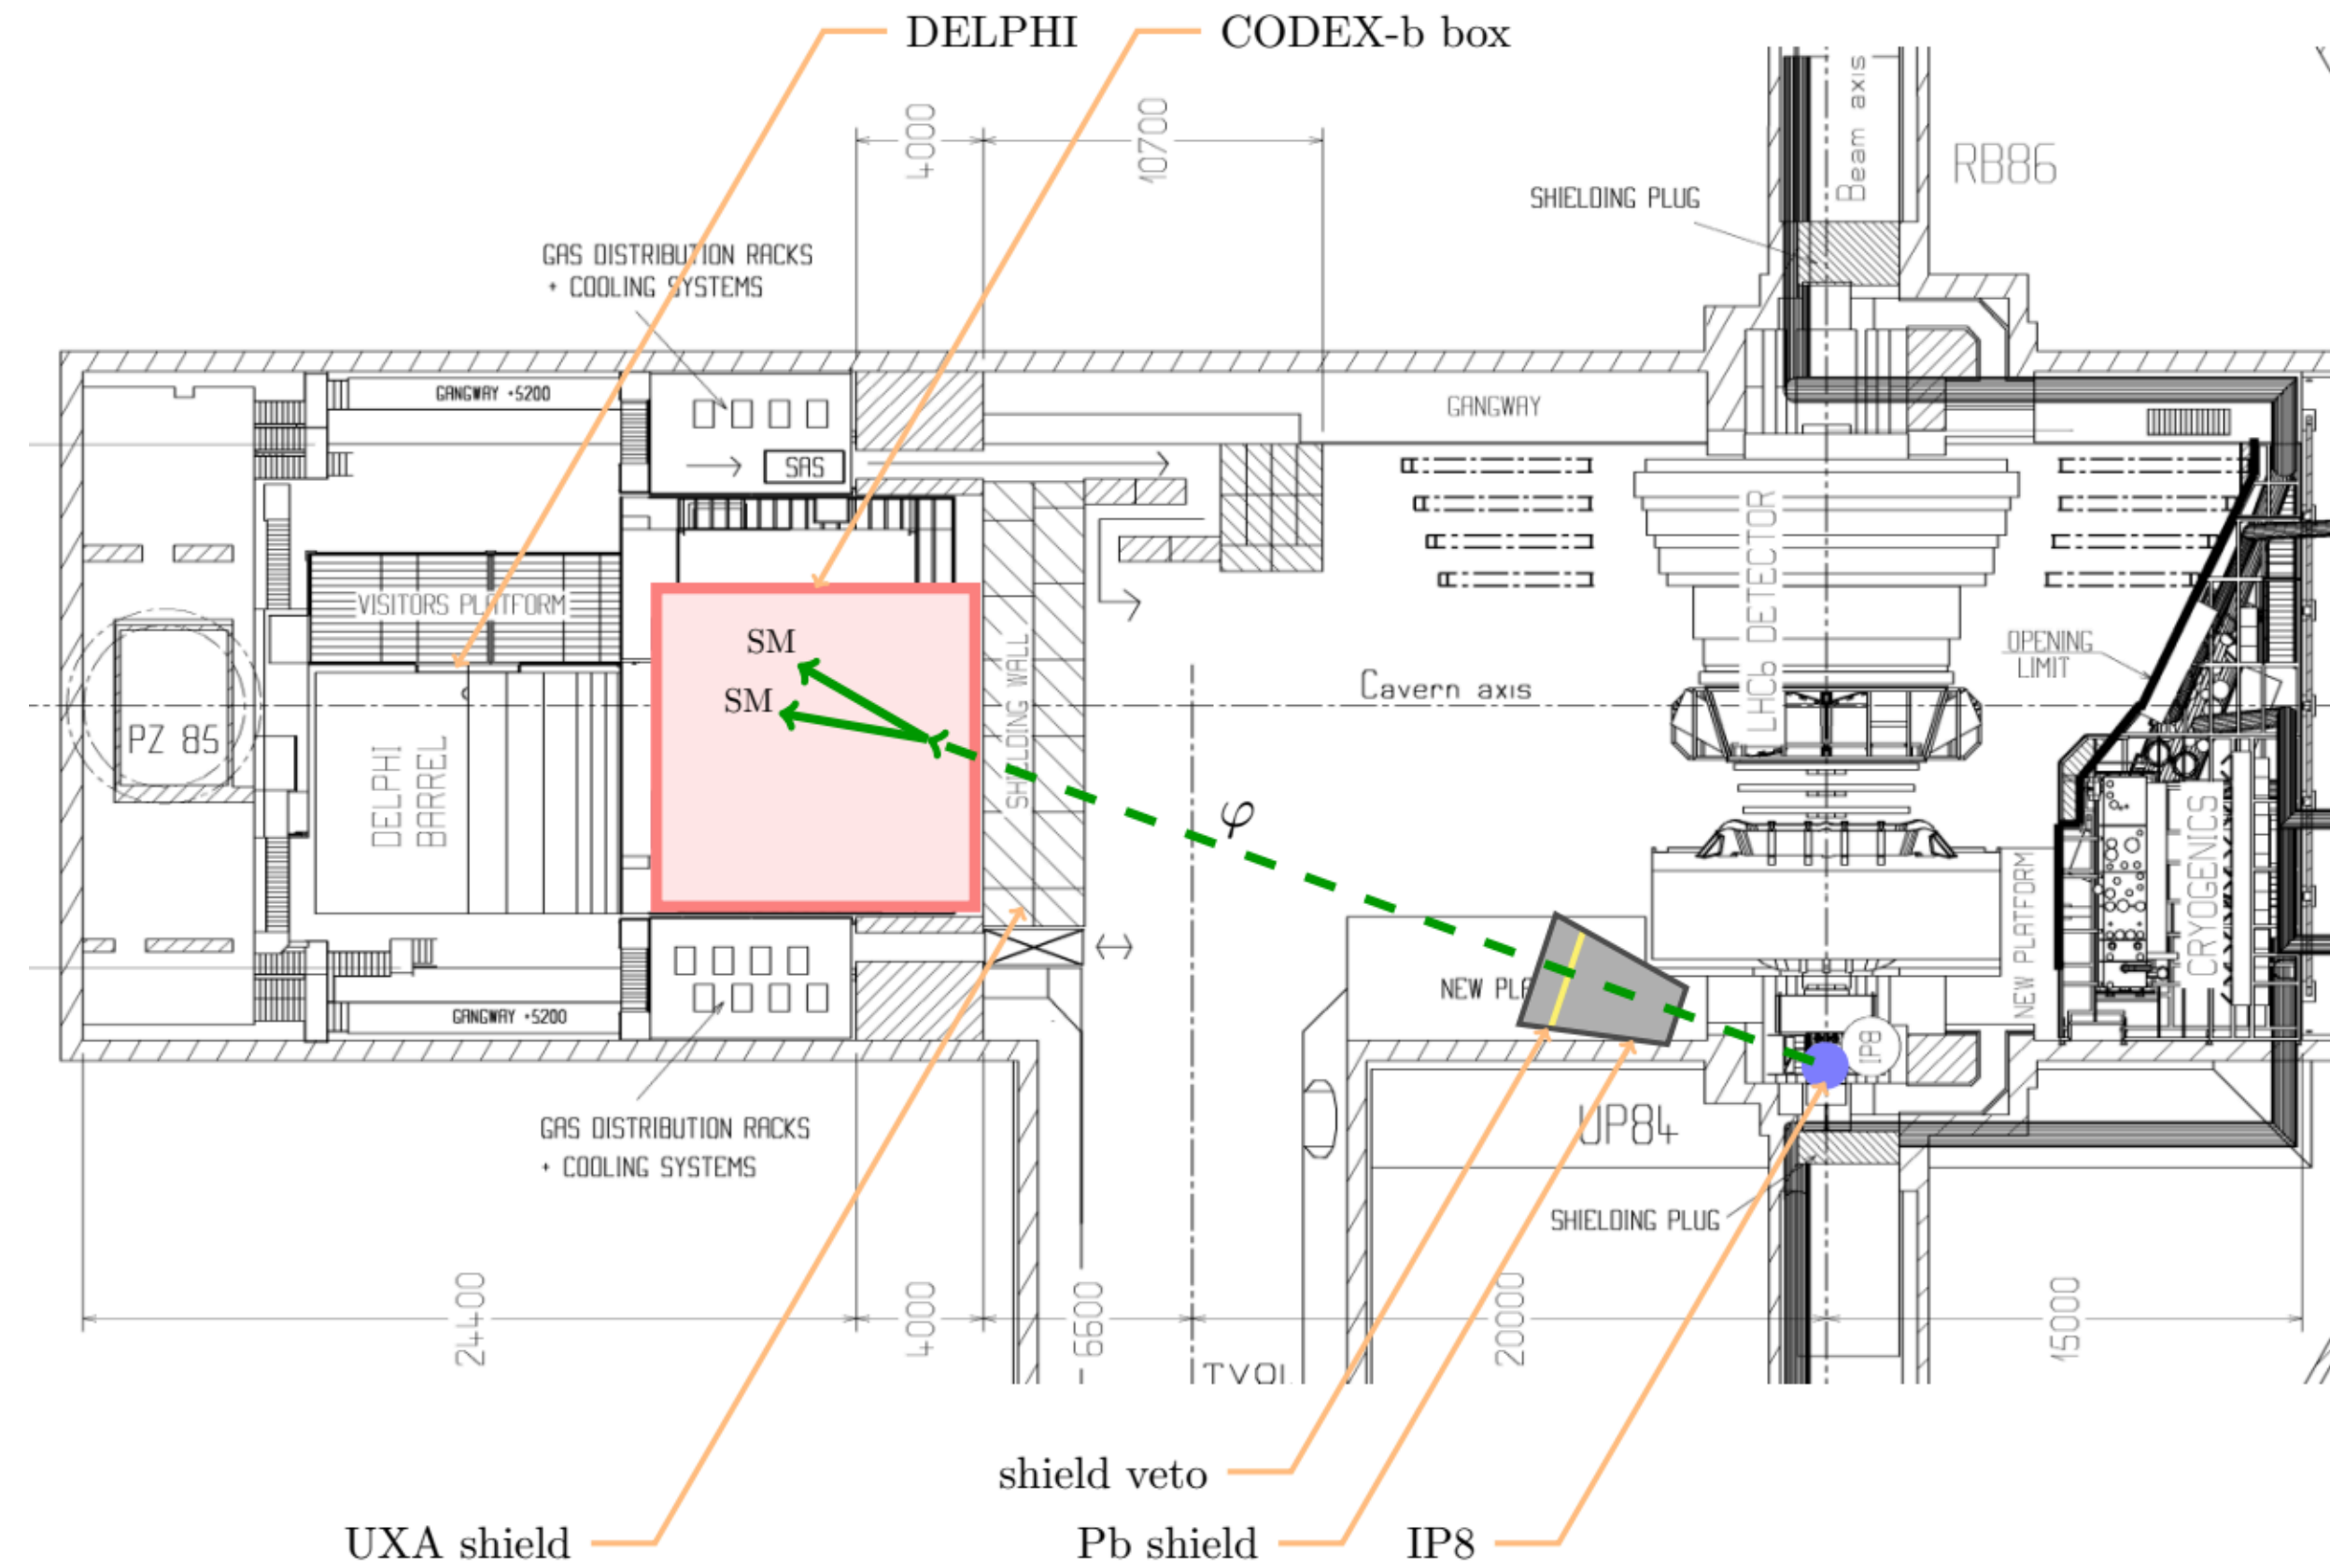 DELPHI
CODEX-b box
4000
10700
Beam axis
RB86
SHIELDING PLUG
GAS DISTRIBUTION RACKS
+ COOLING SYSTEMS
GANGWAY +5200
GANGWAY
SAS
LHCb DETECTOR
VISITORS PLATFORM
SM
SM
SHIELDING WALL
Cavern axis
OPENING
LIMIT
PZ 85
DELPHI
BARREL
φ
CRYOGENICS
NEW PLATFORM
NEW PLA
GANGWAY +5200
IP8
GAS DISTRIBUTION RACKS
+ COOLING SYSTEMS
UP84
SHIELDING PLUG
24400
4000
6600
20000
15000
shield veto
UXA shield
Pb shield
IP8